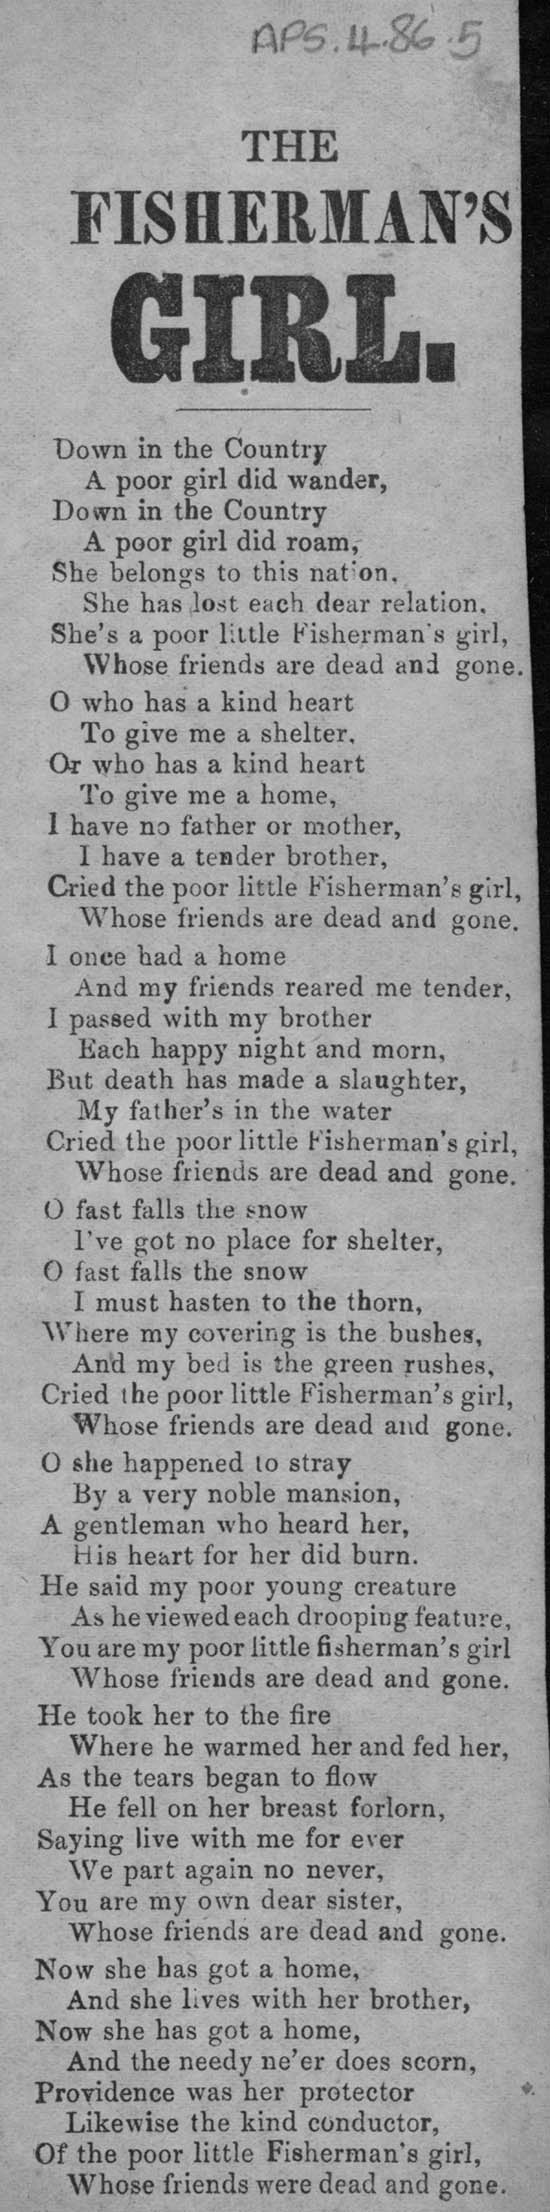 APS.4.86.5
THE
FISHERMAN'S
GIRL.
Down in the Country
A poor girl did wander,
Down in the Country
A poor girl did roam,
She belongs to this nation,
She has lost each dear relation,
She's a poor little Fisherman's girl,
Whose friends are dead and gone.
O who has a kind heart
To give me a shelter,
Or who has a kind heart
To give me a home,
I have no father or mother,
I have a tender brother,
Cried the poor little Fisherman's girl,
Whose friends are dead and gone.
I once had a home
And my friends reared me tender,
I passed with my brother
Each happy night and morn,
But death has made a slaughter,
My father's in the water
Cried the poor little Fisherman's girl,
Whose friends are dead and gone.
O fast falls the snow
I've got no place for shelter,
O fast falls the snow
I must hasten to the thorn,
Where my covering is the bushes,
And my bed is the green rushes,
Cried the poor little Fisherman's girl,
Whose friends are dead and gone.
O she happened to stray
By a very noble mansion,
A gentleman who heard her,
His heart for her did burn.
He said my poor young creature
As he viewed each drooping feature,
You are my poor little fisherman's girl
Whose friends are dead and gone.
He took her to the fire
Where he warmed her and fed her,
As the tears began to flow
He fell on her breast forlorn,
Saying live with me for ever
We part again no never,
You are my own dear sister,
Whose friends are dead and gone.
Now she has got a home,
And she lives with her brother,
Now she has got a home,
And the needy ne'er does scorn,
Providence was her protector
Likewise the kind conductor,
Of the poor little Fisherman's girl,
Whose friends were dead and gone.